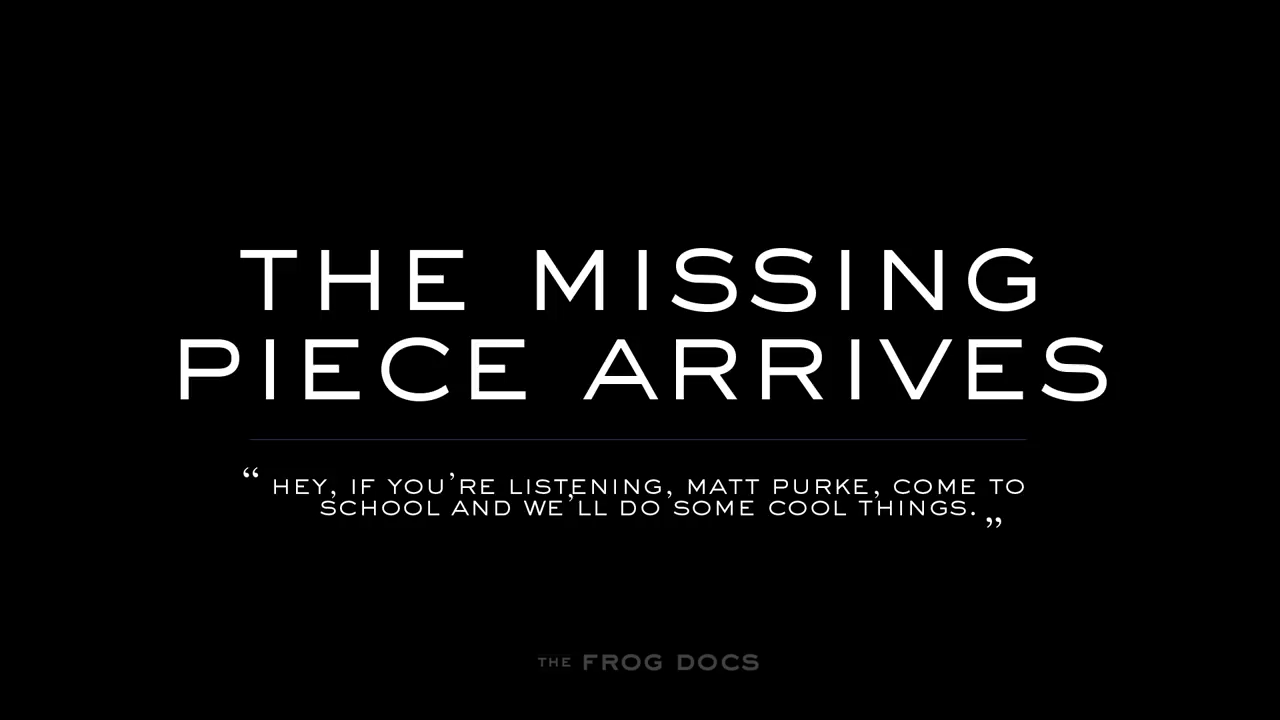 THE MISSING
PIECE ARRIVES
“ HEY, IF YOU’RE LISTENING, MATT PURKE, COME TO
SCHOOL AND WE’LL DO SOME COOL THINGS. ”
THE FROG DOCS